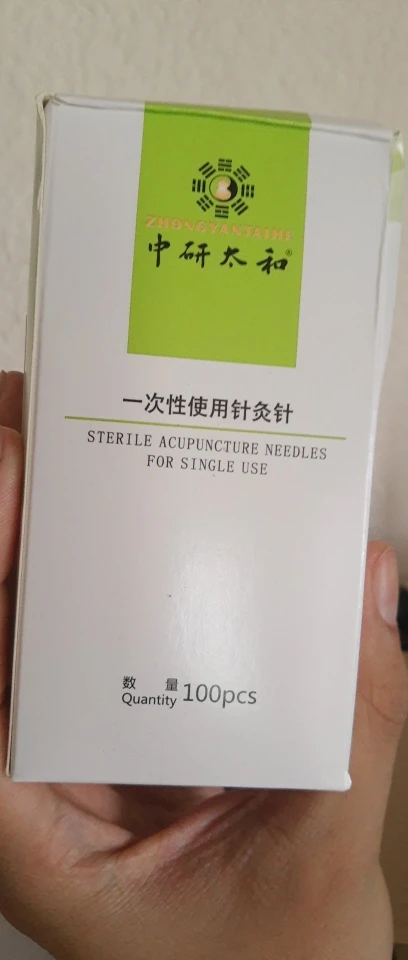 ZHONGYANTAIHE
中研太和®
一次性使用针灸针
STERILE ACUPUNCTURE NEEDLES
FOR SINGLE USE
数 量
Quantity 100pcs